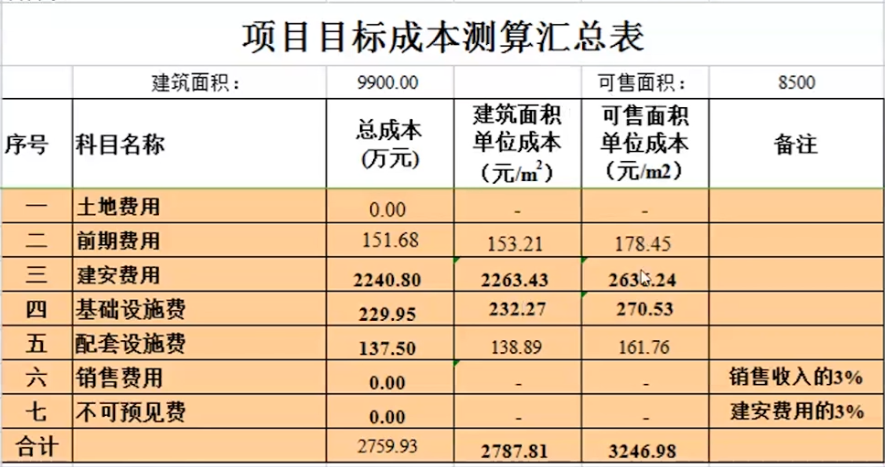 项目目标成本测算汇总表
建筑面积： 9900.00 可售面积： 8500
序号 科目名称 总成本(万元) 建筑面积单位成本（元/m²） 可售面积单位成本（元/m2） 备注
一 土地费用 0.00 - -
二 前期费用 151.68 153.21 178.45
三 建安费用 2240.80 2263.43
四 基础设施费 229.95 232.27 270.53
五 配套设施费 137.50 138.89 161.76
六 销售费用 0.00 - - 销售收入的3%
七 不可预见费 0.00 - - 建安费用的3%
合计 2759.93 2787.81 3246.98